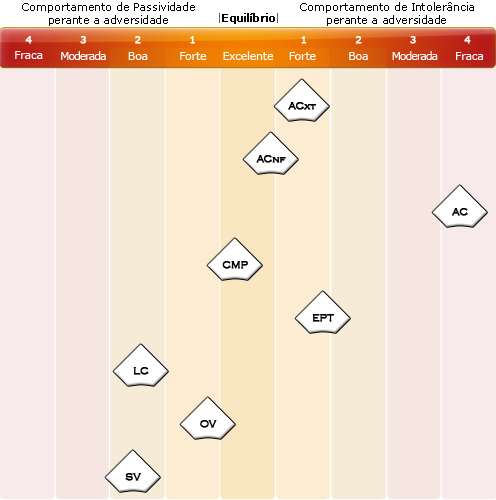 Comportamento de Passividade
perante a adversidade
|Equilíbrio|
Comportamento de Intolerância
perante a adversidade
4 3 2 1 1 2 3 4
Fraca Moderada Boa Forte Excelente Forte Boa Moderada Fraca
ACxt
ACnf
AC
CMP
EPT
LC
OV
SV